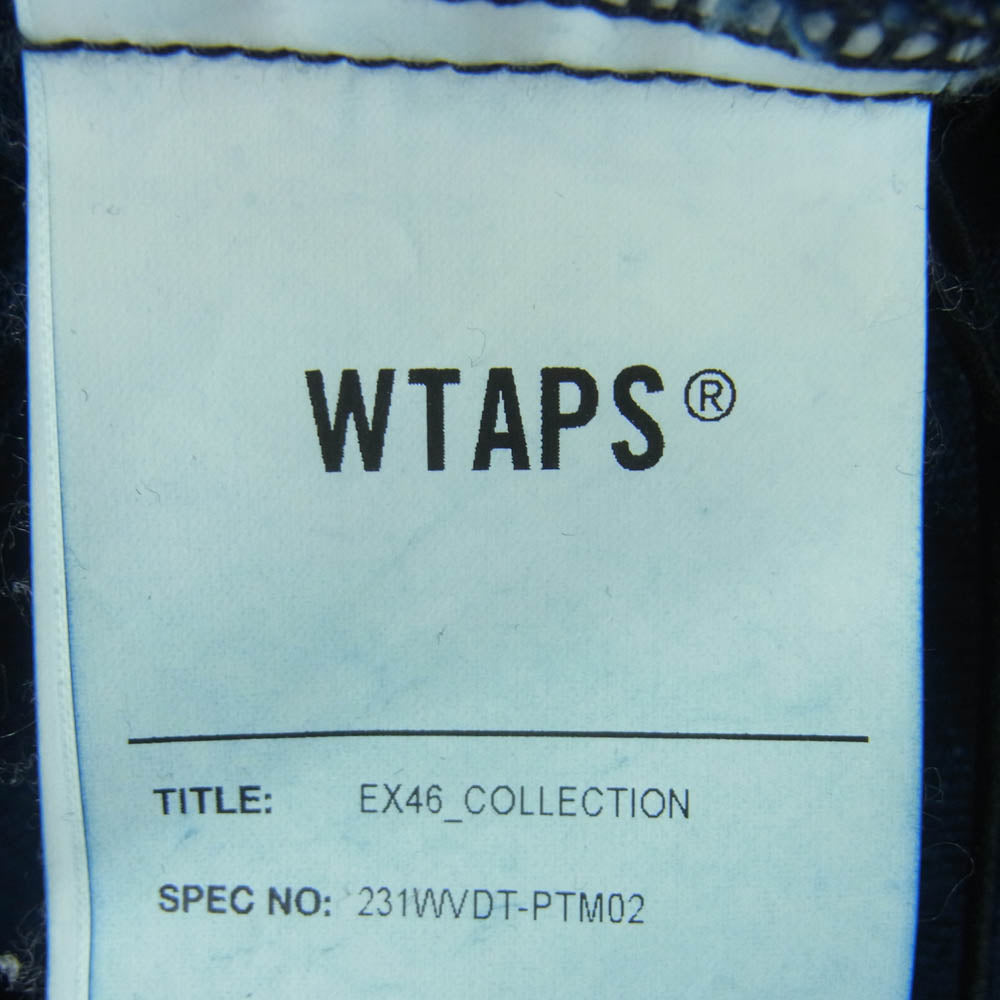 WTAPS®
TITLE: EX46_COLLECTION
SPEC NO: 231WVDT-PTM02